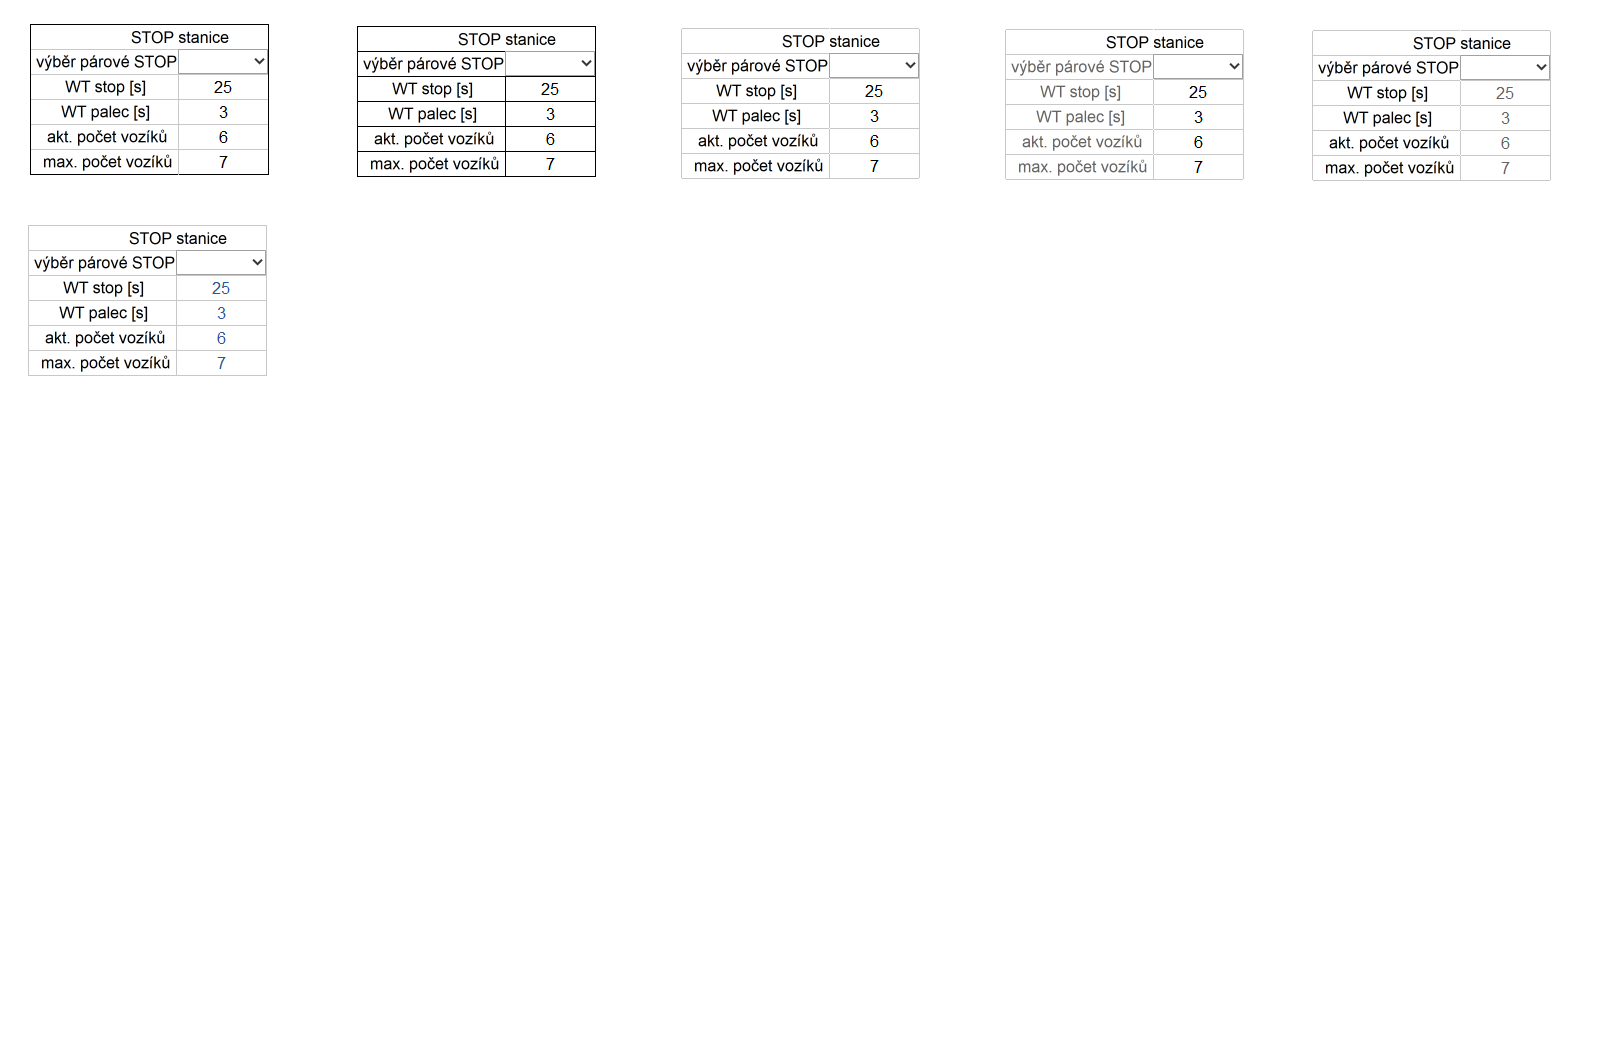 STOP stanice
výběr párové STOP
WT stop [s] 25
WT palec [s] 3
akt. počet vozíků 6
max. počet vozíků 7
STOP stanice
výběr párové STOP
WT stop [s] 25
WT palec [s] 3
akt. počet vozíků 6
max. počet vozíků 7
STOP stanice
výběr párové STOP
WT stop [s] 25
WT palec [s] 3
akt. počet vozíků 6
max. počet vozíků 7
STOP stanice
výběr párové STOP
WT stop [s] 25
WT palec [s] 3
akt. počet vozíků 6
max. počet vozíků 7
STOP stanice
výběr párové STOP
WT stop [s] 25
WT palec [s] 3
akt. počet vozíků 6
max. počet vozíků 7
STOP stanice
výběr párové STOP
WT stop [s] 25
WT palec [s] 3
akt. počet vozíků 6
max. počet vozíků 7